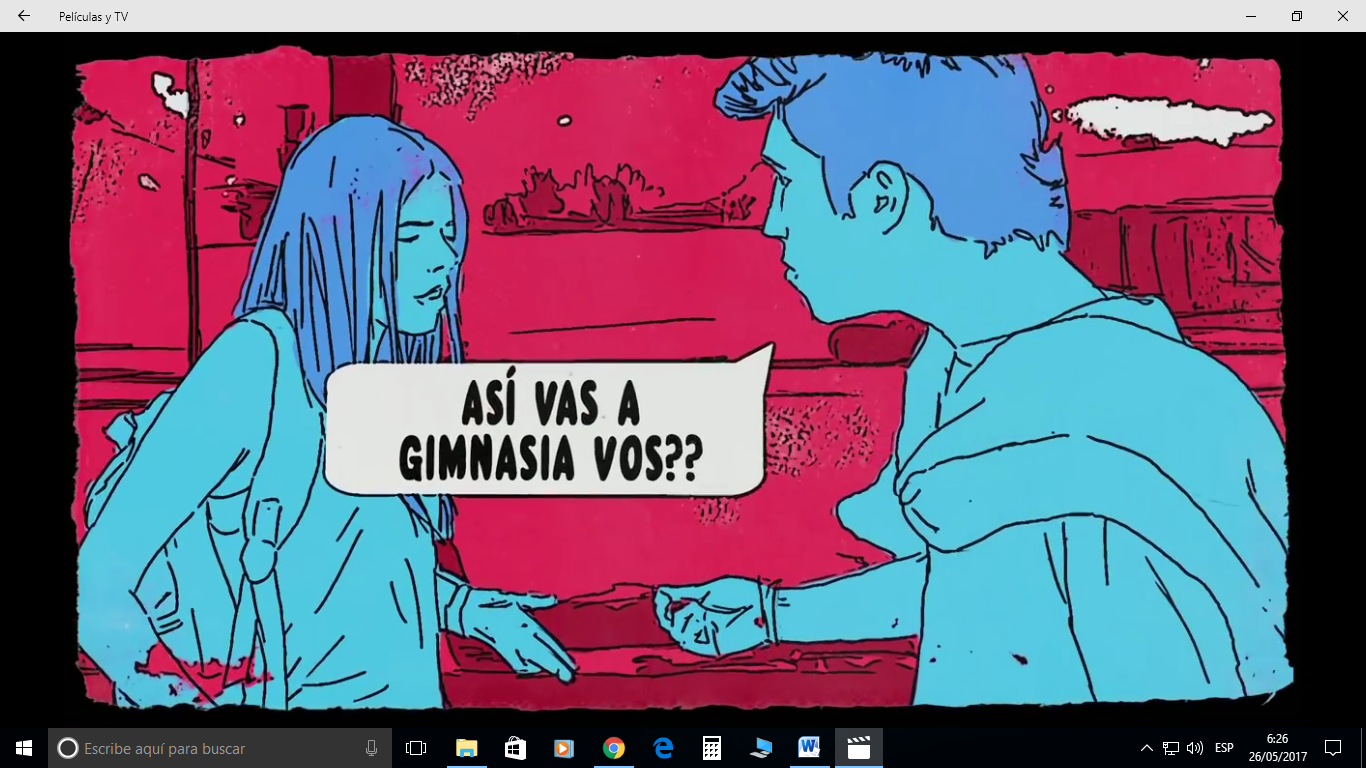 Películas y TV
ASÍ VAS A
GIMNASIA VOS??
Escribe aquí para buscar
ESP
6:26
26/05/2017